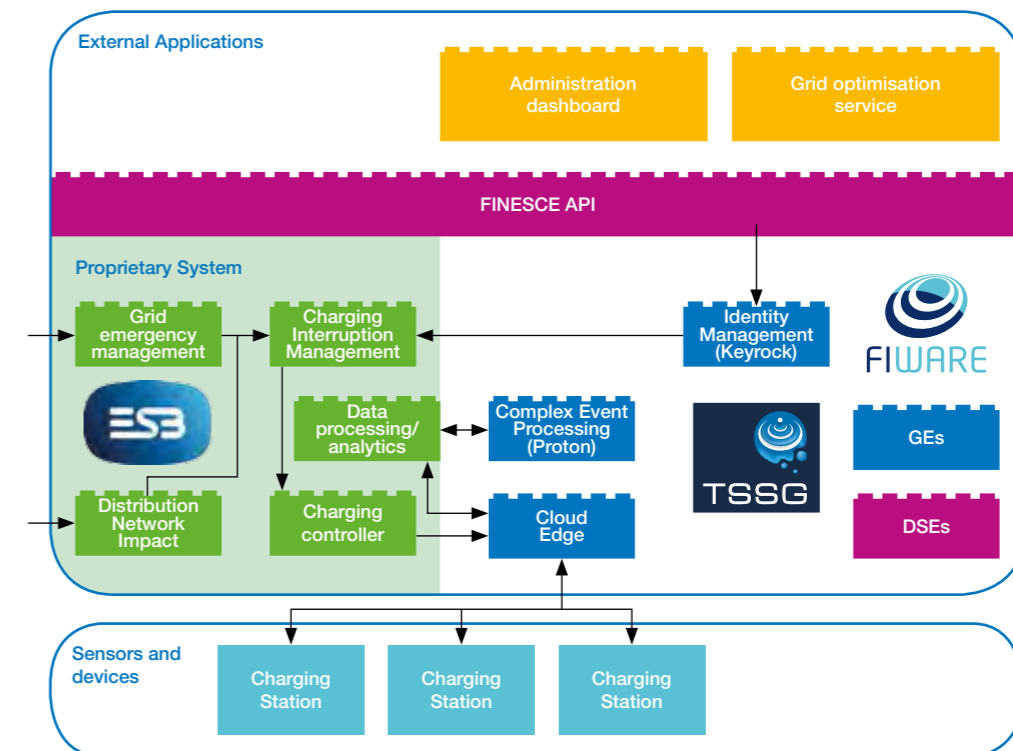 External Applications
Administration
dashboard
Grid optimisation
service
FINESCE API
Proprietary System
Grid
emergency
management
Charging
Interruption
Management
Identity
Management
(Keyrock)
FIWARE
ESB
Data
processing/
analytics
Complex Event
Processing
(Proton)
TSSG
GEs
Distribution
Network
Impact
Charging
controller
Cloud
Edge
DSEs
Sensors and
devices
Charging
Station
Charging
Station
Charging
Station